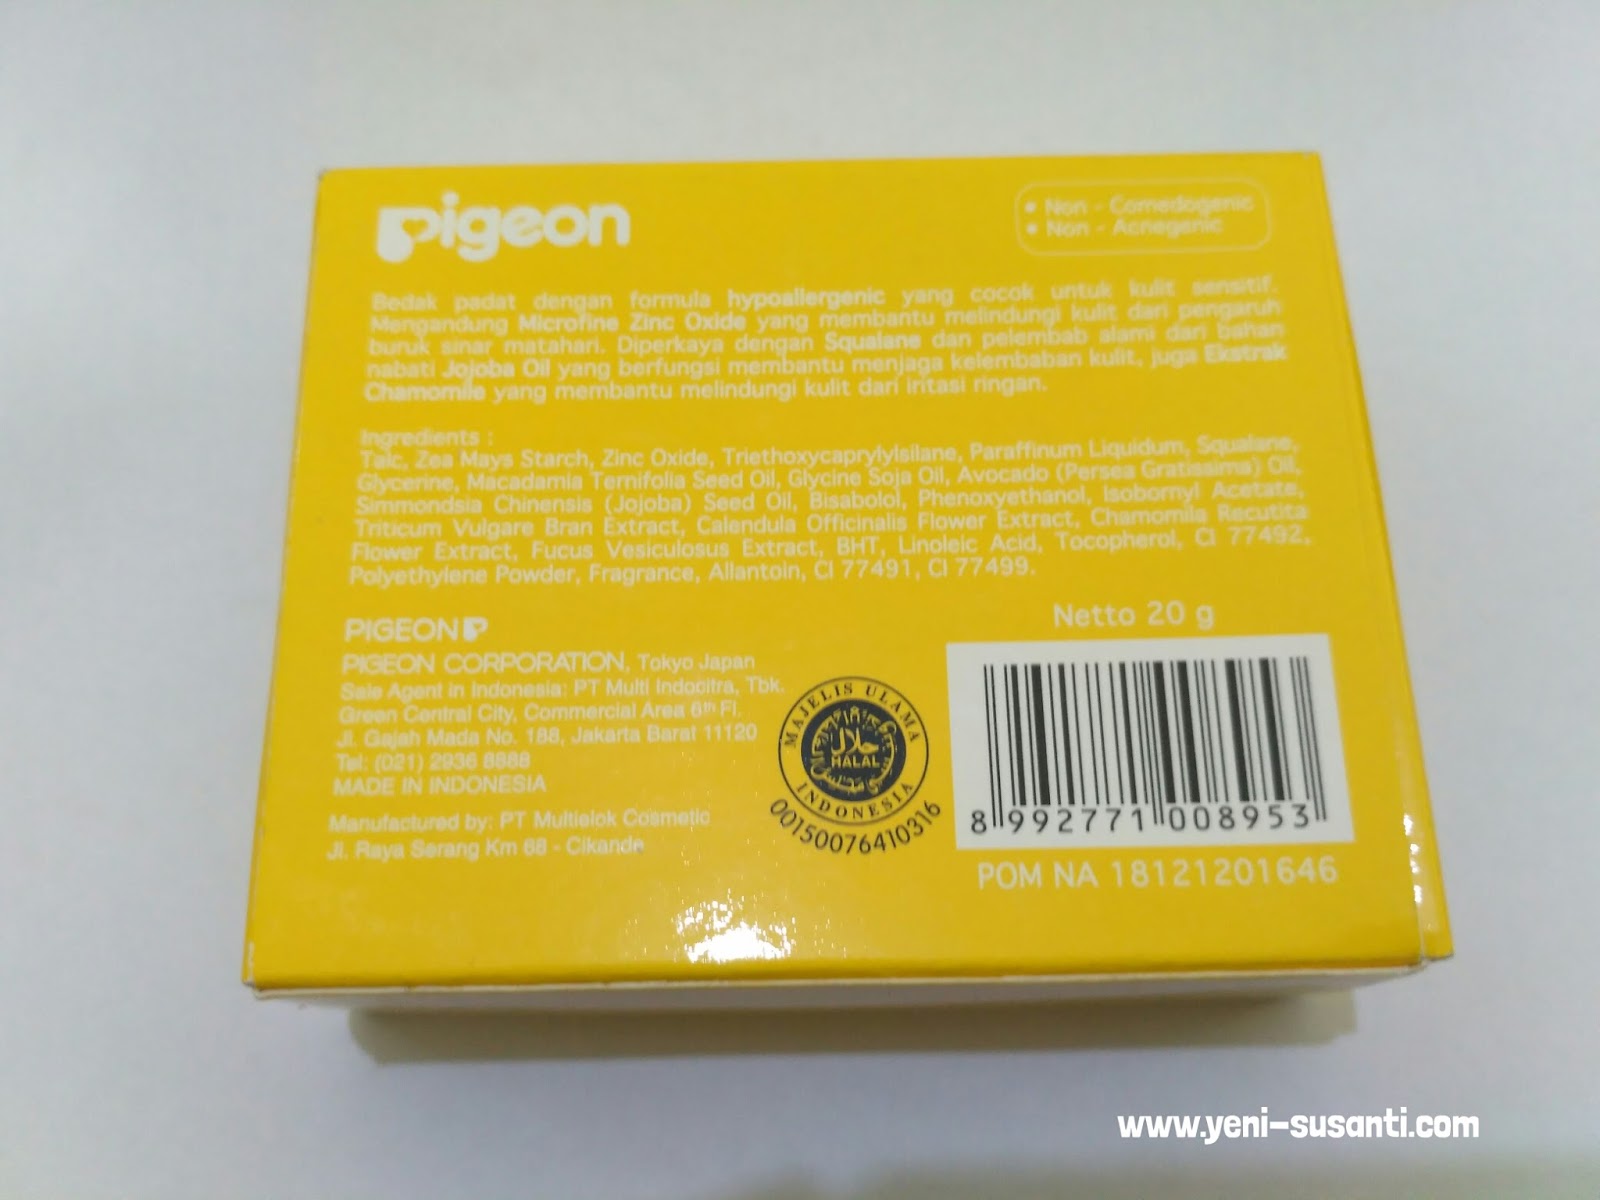 Pigeon
• Non - Comedogenic
• Non - Acnegenic
Bedak padat dengan formula hypoallergenic yang cocok untuk kulit sensitif.
Mengandung Microfine Zinc Oxide yang membantu melindungi kulit dari pengaruh
buruk sinar matahari. Diperkaya dengan Squalane dan pelembab alami dari bahan
nabati Jojoba Oil yang berfungsi membantu menjaga kelembaban kulit, juga Ekstrak
Chamomile yang membantu melindungi kulit dari iritasi ringan.
Ingredients :
Talc, Zea Mays Starch, Zinc Oxide, Triethoxycaprylylsilane, Paraffinum Liquidum, Squalane,
Glycerine, Macadamia Ternifolia Seed Oil, Glycine Soja Oil, Avocado (Persea Gratissima) Oil,
Simmondsia Chinensis (Jojoba) Seed Oil, Bisabolol, Phenoxyethanol, Isobornyl Acetate,
Triticum Vulgare Bran Extract, Calendula Officinalis Flower Extract, Chamomila Recutita
Flower Extract, Fucus Vesiculosus Extract, BHT, Linoleic Acid, Tocopherol, CI 77492,
Polyethylene Powder, Fragrance, Allantoin, CI 77491, CI 77499.
PIGEON
PIGEON CORPORATION, Tokyo Japan
Sale Agent in Indonesia: PT Multi Indocitra, Tbk.
Green Central City, Commercial Area 6th Fl.
Jl. Gajah Mada No. 188, Jakarta Barat 11120
Tel: (021) 2936 8888
MADE IN INDONESIA
Manufactured by: PT Multielok Cosmetic
Jl. Raya Serang Km 68 - Cikande
MAJELIS ULAMA
حلال
HALAL
INDONESIA
00150076410316
Netto 20 g
8 992771 008953
POM NA 18121201646
www.yeni-susanti.com